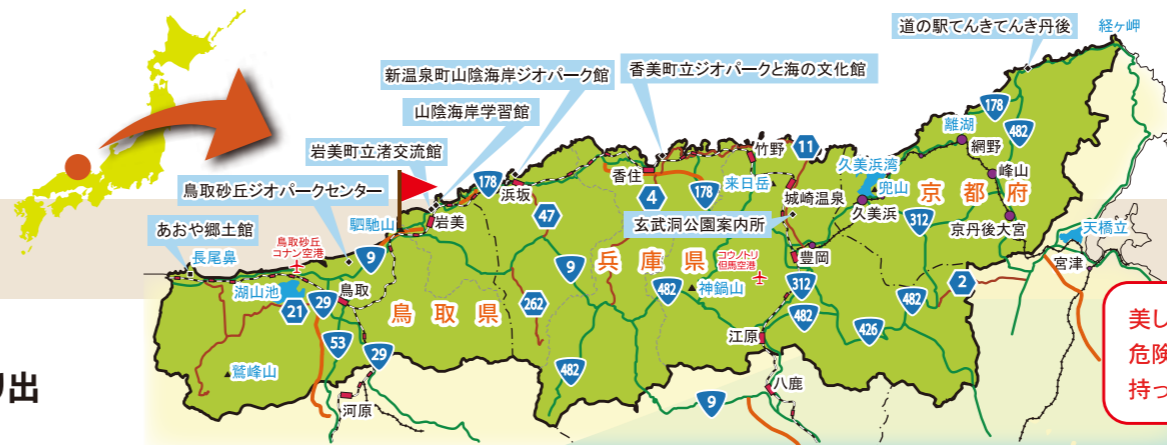 道の駅てんきてんき丹後
経ヶ岬
新温泉町山陰海岸ジオパーク館
香美町立ジオパークと海の文化館
山陰海岸学習館
岩美町立渚交流館
鳥取砂丘ジオパークセンター
あおや郷土館
178
482
離湖
網野
竹野
11
久美浜湾
峰山
178
浜坂
香住
4
178
来日岳
城崎温泉
兜山
京都府
久美浜
駟馳山
岩美
47
玄武洞公園案内所
312
京丹後大宮
天橋立
長尾鼻
鳥取砂丘
コナン空港
9
9
兵庫県
コウノトリ
但馬空港
豊岡
宮津
湖山池
鳥取
482
神鍋山
312
2
21
29
鳥取県
262
482
482
美し
53
29
江原
426
危険
鷲峰山
482
持っ
リ出
河原
9
八鹿